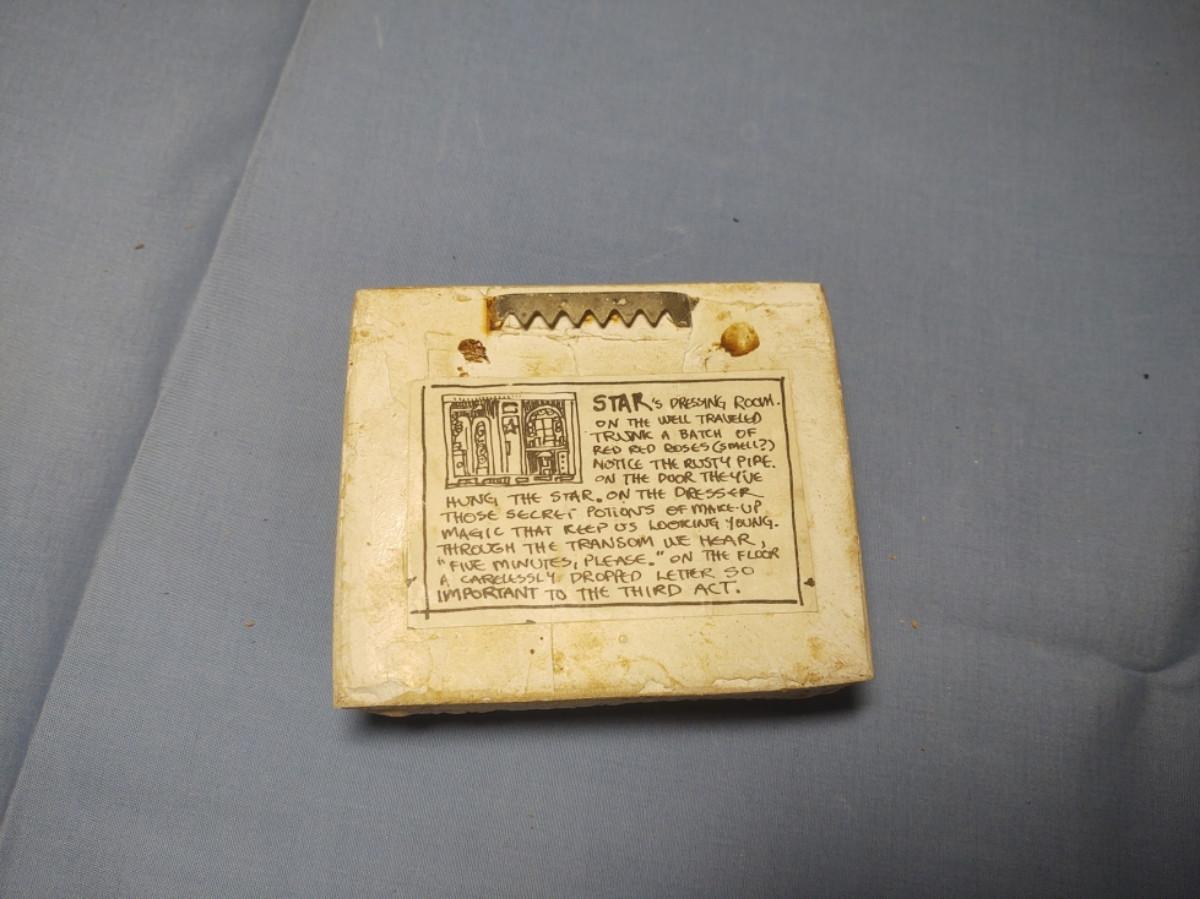 STAR's DRESSING ROOM.
ON THE WELL TRAVELED
TRUNK A BATCH OF
RED RED ROSES (SMELL?)
NOTICE THE RUSTY PIPE.
ON THE DOOR THEY'VE
HUNG THE STAR. ON THE DRESSER
THOSE SECRET POTIONS OF MAKE-UP
MAGIC THAT KEEP US LOOKING YOUNG.
THROUGH THE TRANSOM WE HEAR,
"FIVE MINUTES, PLEASE." ON THE FLOOR
A CARELESSLY DROPPED LETTER SO
IMPORTANT TO THE THIRD ACT.